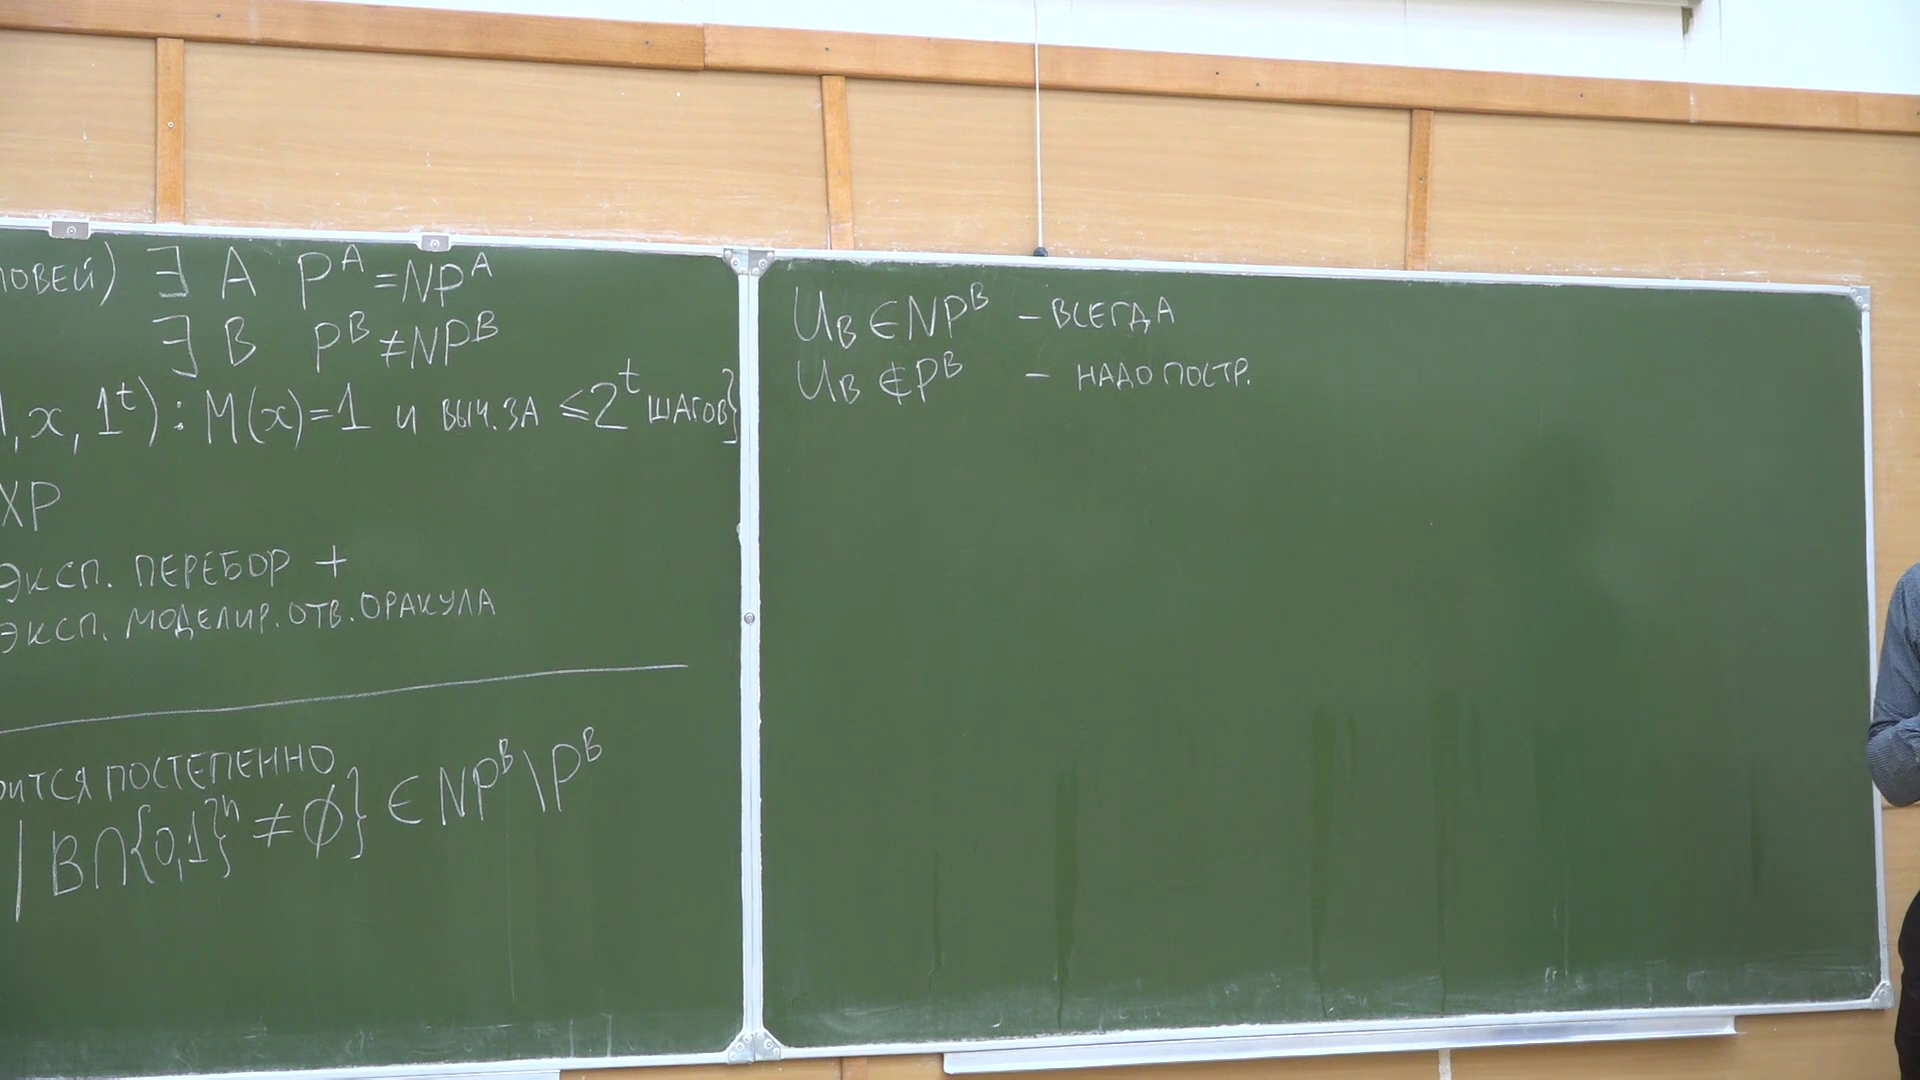 ловей) ∃ A P^A = NP^A
∃ B P^B ≠ NP^B
, x, 1^t) : M(x)=1 и выч. за ≤2^t шагов}
XP
эксп. перебор +
эксп. моделир. отв. оракула
оится постепенно
| B∩{0,1}^n ≠ ∅} ∈ NP^B \ P^B
U_B ∈ NP^B – всегда
U_B ∉ P^B – надо постр.